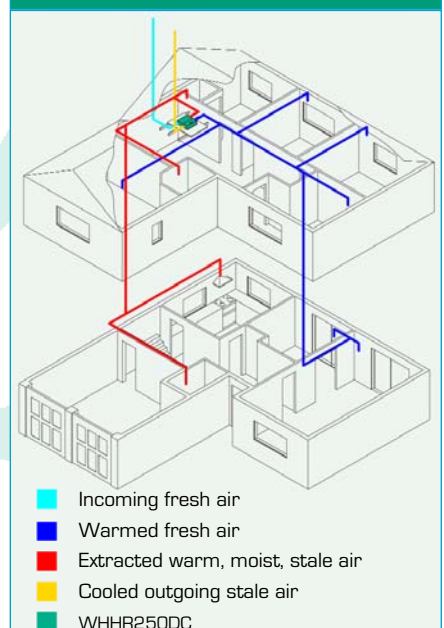 Incoming fresh air
Warmed fresh air
Extracted warm, moist, stale air
Cooled outgoing stale air
WHHR250DC